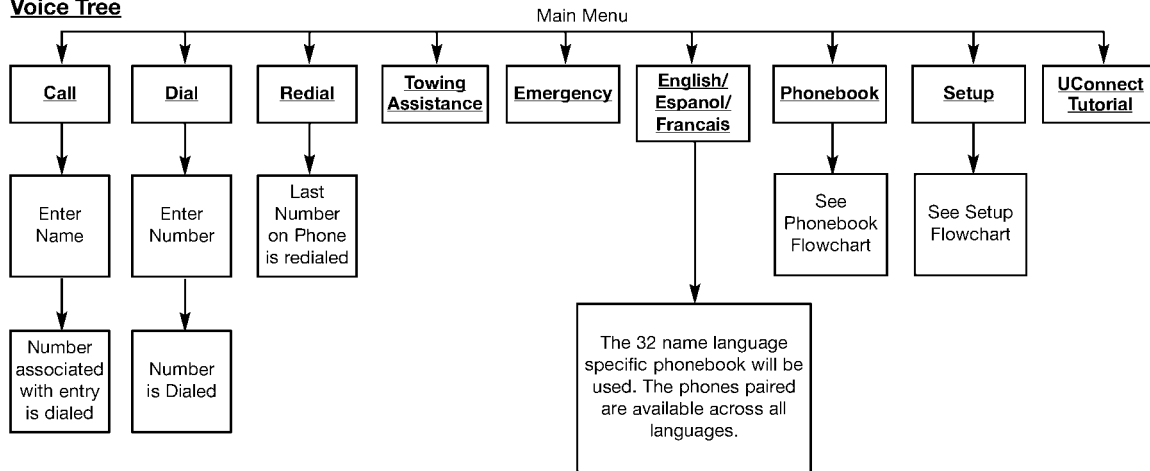 Voice Tree
Main Menu
Call
Dial
Redial
Towing
Assistance
Emergency
English/
Espanol/
Francais
Phonebook
Setup
UConnect
Tutorial
Enter
Name
Enter
Number
Last
Number
on Phone
is redialed
See
Phonebook
Flowchart
See Setup
Flowchart
Number
associated
with entry
is dialed
Number
is Dialed
The 32 name language
specific phonebook will be
used. The phones paired
are available across all
languages.